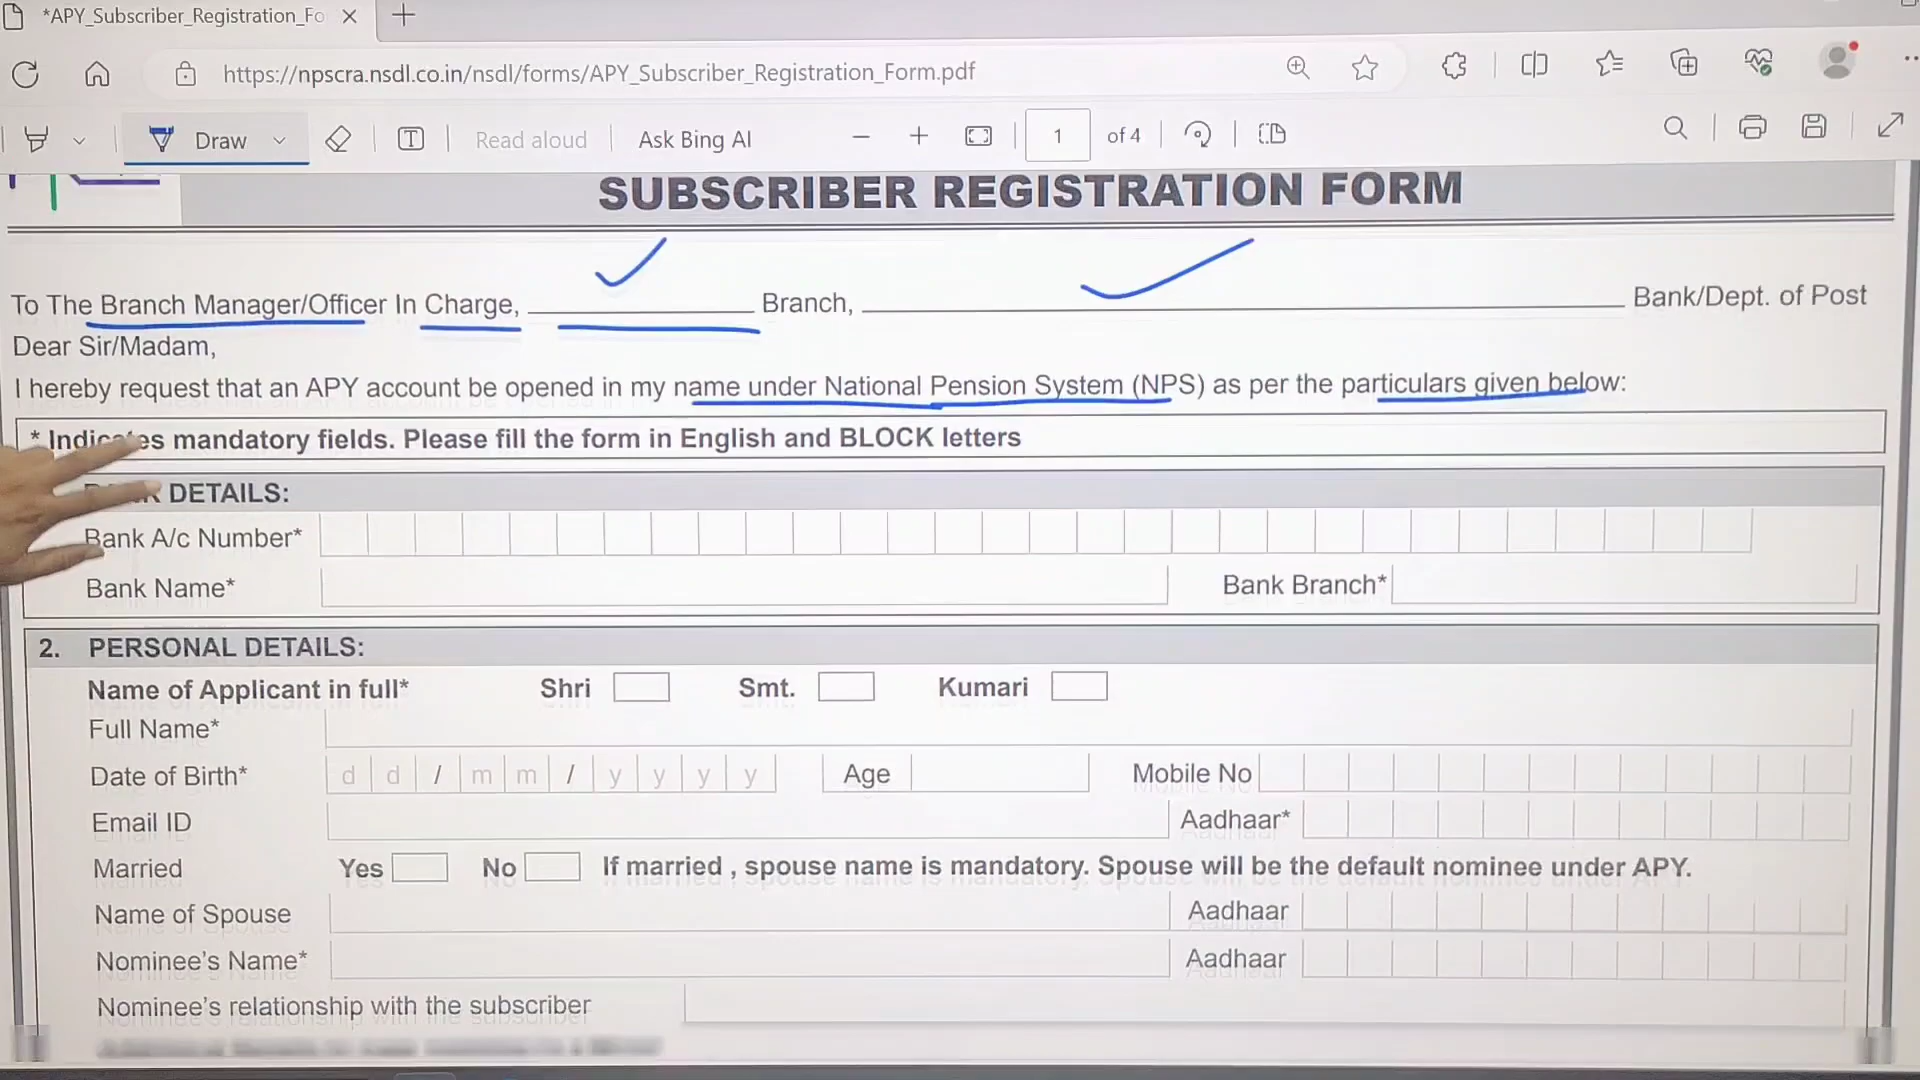 *APY_Subscriber_Registration_Fo
https://npscra.nsdl.co.in/nsdl/forms/APY_Subscriber_Registration_Form.pdf
Draw
Read aloud
Ask Bing AI
1 of 4
SUBSCRIBER REGISTRATION FORM
To The Branch Manager/Officer In Charge, Branch, Bank/Dept. of Post
Dear Sir/Madam,
I hereby request that an APY account be opened in my name under National Pension System (NPS) as per the particulars given below:
* Indicates mandatory fields. Please fill the form in English and BLOCK letters
DETAILS:
Bank A/c Number*
Bank Name* Bank Branch*
2. PERSONAL DETAILS:
Name of Applicant in full* Shri Smt. Kumari
Full Name*
Date of Birth* d d / m m / y y y y Age Mobile No
Email ID Aadhaar*
Married Yes No If married , spouse name is mandatory. Spouse will be the default nominee under APY.
Name of Spouse Aadhaar
Nominee's Name* Aadhaar
Nominee's relationship with the subscriber